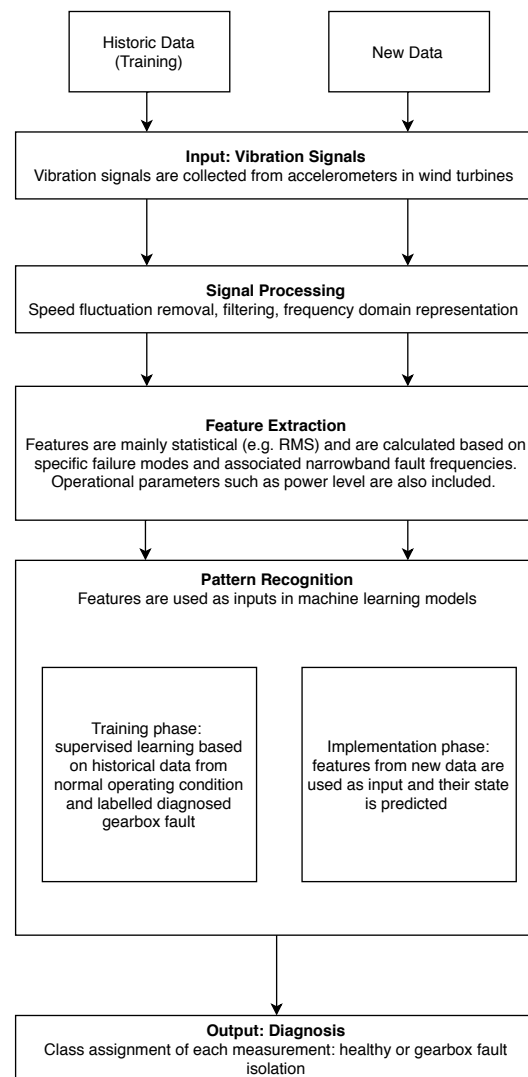 Historic Data
(Training)
New Data
Input: Vibration Signals
Vibration signals are collected from accelerometers in wind turbines
Signal Processing
Speed fluctuation removal, filtering, frequency domain representation
Feature Extraction
Features are mainly statistical (e.g. RMS) and are calculated based on
specific failure modes and associated narrowband fault frequencies.
Operational parameters such as power level are also included.
Pattern Recognition
Features are used as inputs in machine learning models
Training phase:
supervised learning based
on historical data from
normal operating condition
and labelled diagnosed
gearbox fault
Implementation phase:
features from new data are
used as input and their state
is predicted
Output: Diagnosis
Class assignment of each measurement: healthy or gearbox fault
isolation